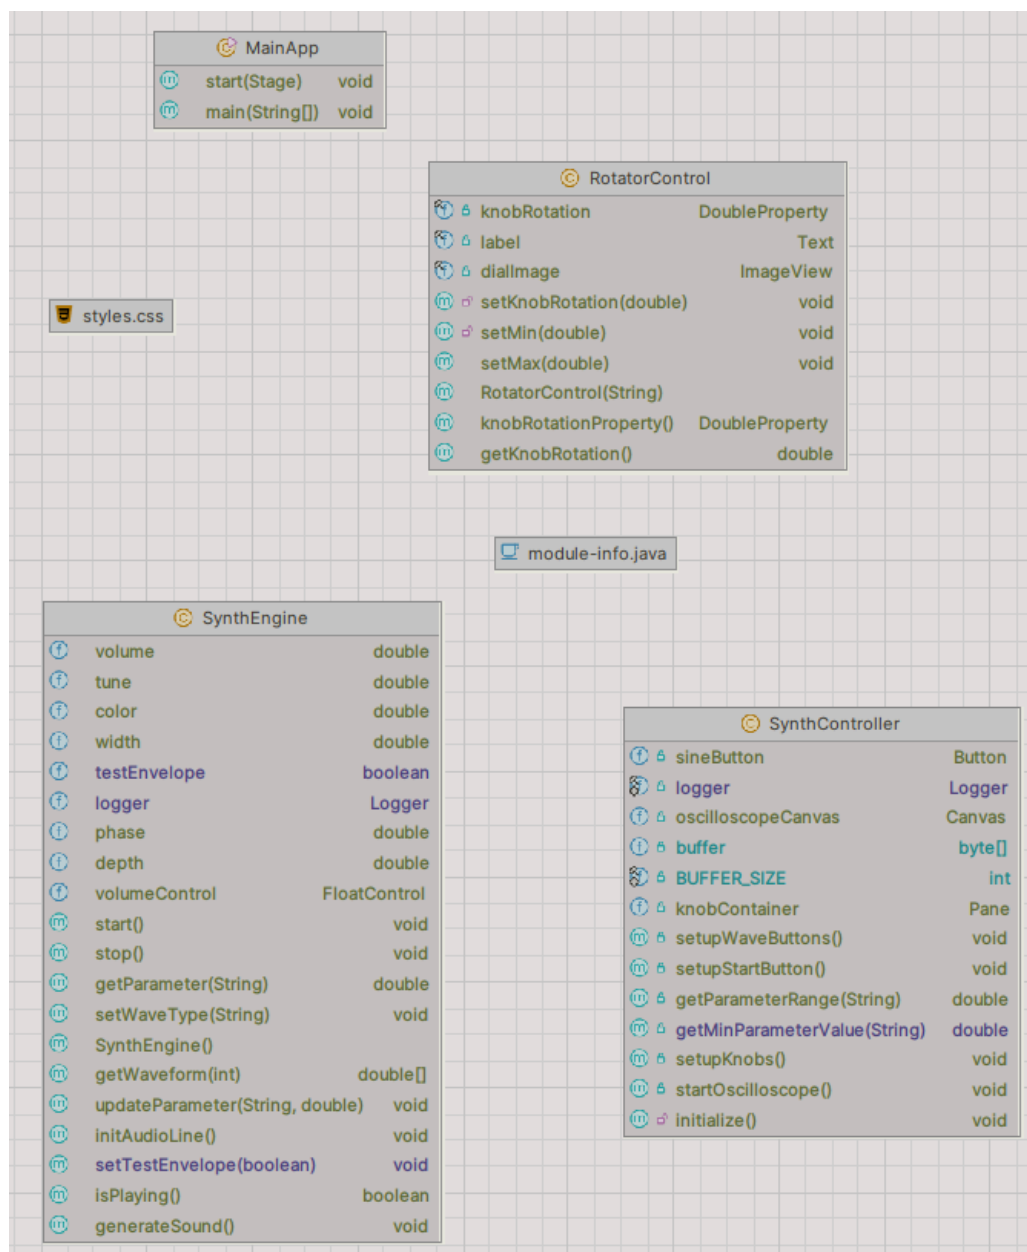 MainApp
start(Stage) void
main(String[]) void
RotatorControl
knobRotation DoubleProperty
label Text
dialImage ImageView
setKnobRotation(double) void
setMin(double) void
setMax(double) void
RotatorControl(String)
knobRotationProperty() DoubleProperty
getKnobRotation() double
styles.css
module-info.java
SynthEngine
volume double
tune double
color double
width double
testEnvelope boolean
logger Logger
phase double
depth double
volumeControl FloatControl
start() void
stop() void
getParameter(String) double
setWaveType(String) void
SynthEngine()
getWaveform(int) double[]
updateParameter(String, double) void
initAudioLine() void
setTestEnvelope(boolean) void
isPlaying() boolean
generateSound() void
SynthController
sineButton Button
logger Logger
oscilloscopeCanvas Canvas
buffer byte[]
BUFFER_SIZE int
knobContainer Pane
setupWaveButtons() void
setupStartButton() void
getParameterRange(String) double
getMinParameterValue(String) double
setupKnobs() void
startOscilloscope() void
initialize() void